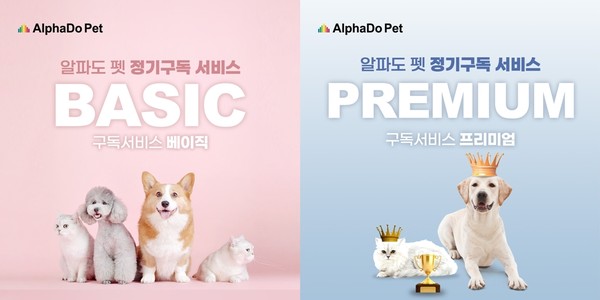 AlphaDo Pet
알파도 펫 정기구독 서비스
BASIC
구독서비스 베이직
AlphaDo Pet
알파도 펫 정기구독 서비스
PREMIUM
구독서비스 프리미엄